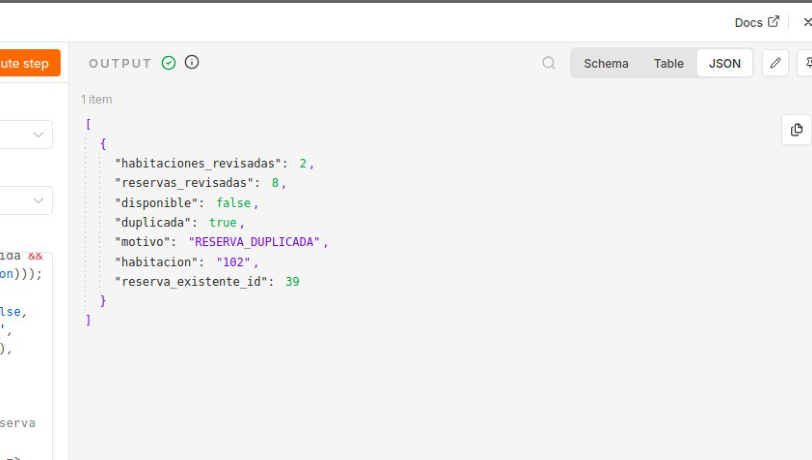 Docs
ute step
OUTPUT
Schema
Table
JSON
1 item
[
{
"habitaciones_revisadas": 2,
"reservas_revisadas": 8,
"disponible": false,
"duplicada": true,
"motivo": "RESERVA_DUPLICADA",
"habitacion": "102",
"reserva_existente_id": 39
}
]
ida &&
on)));
lse,
',
),
serva